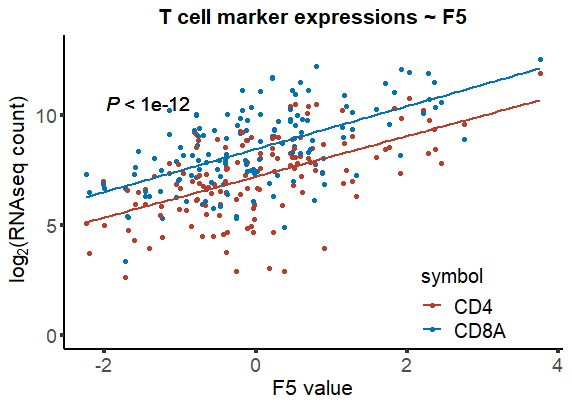 T cell marker expressions ~ F5
P < 1e-12
log₂(RNAseq count)
10
5
0
symbol
CD4
CD8A
-2
0
2
4
F5 value